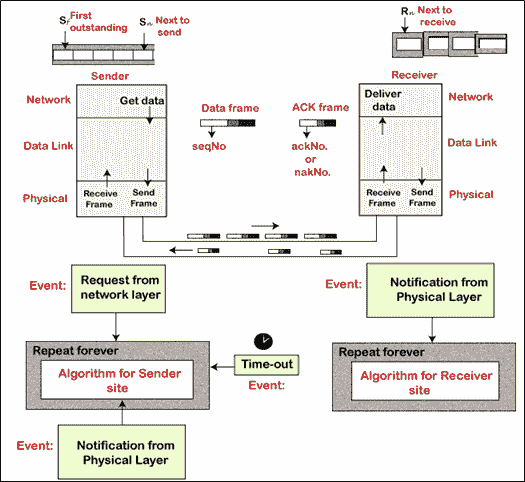 Sf First
outstanding
Sn Next to
send
Rn Next to
receive
Sender
Receiver
Network
Get data
Data frame
ACK frame
Deliver
data
Network
seqNo
ackNo.
or
nakNo.
Data Link
Data Link
Physical
Receive
Frame
Send
Frame
Receive
Frame
Send
Frame
Physical
Event:
Request from
network layer
Event:
Notification from
Physical Layer
Repeat forever
Algorithm for Sender
site
Time-out
Event:
Repeat forever
Algorithm for Receiver
site
Event:
Notification from
Physical Layer